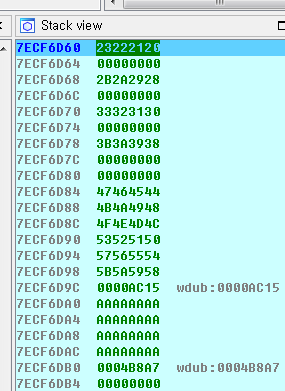 Stack view
7ECF6D60 23222120
7ECF6D64 00000000
7ECF6D68 2B2A2928
7ECF6D6C 00000000
7ECF6D70 33323130
7ECF6D74 00000000
7ECF6D78 3B3A3938
7ECF6D7C 00000000
7ECF6D80 00000000
7ECF6D84 47464544
7ECF6D88 4B4A4948
7ECF6D8C 4F4E4D4C
7ECF6D90 53525150
7ECF6D94 57565554
7ECF6D98 5B5A5958
7ECF6D9C 0000AC15 wdub:0000AC15
7ECF6DA0 AAAAAAAA
7ECF6DA4 AAAAAAAA
7ECF6DA8 AAAAAAAA
7ECF6DAC AAAAAAAA
7ECF6DB0 0004B8A7 wdub:0004B8A7
7ECF6DB4 00000000